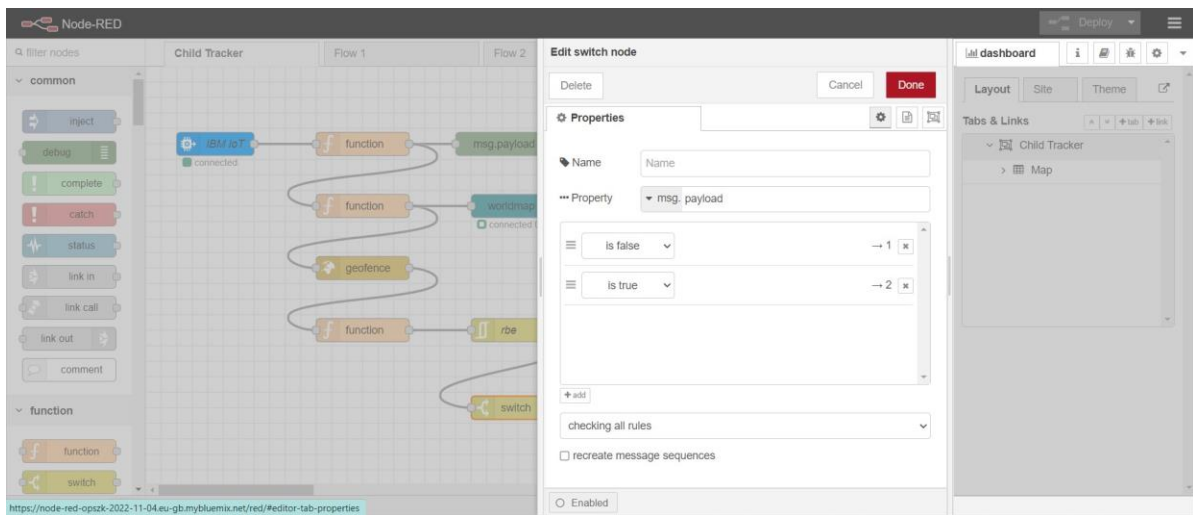 Node-RED
Deploy
filter nodes
common
inject
debug
complete
catch
status
link in
link call
link out
comment
function
function
switch
Child Tracker
Flow 1
Flow 2
IBM IoT
connected
function
msg.payload
function
worldmap
connected
geofence
function
rbe
switch
Edit switch node
Delete
Cancel
Done
Properties
Name
Name
Property
msg. payload
is false
→ 1
is true
→ 2
+ add
checking all rules
recreate message sequences
Enabled
dashboard
i
Layout
Site
Theme
Tabs & Links
+ tab
+ link
Child Tracker
Map
https://node-red-opszk-2022-11-04.eu-gb.mybluemix.net/red/#editor-tab-properties